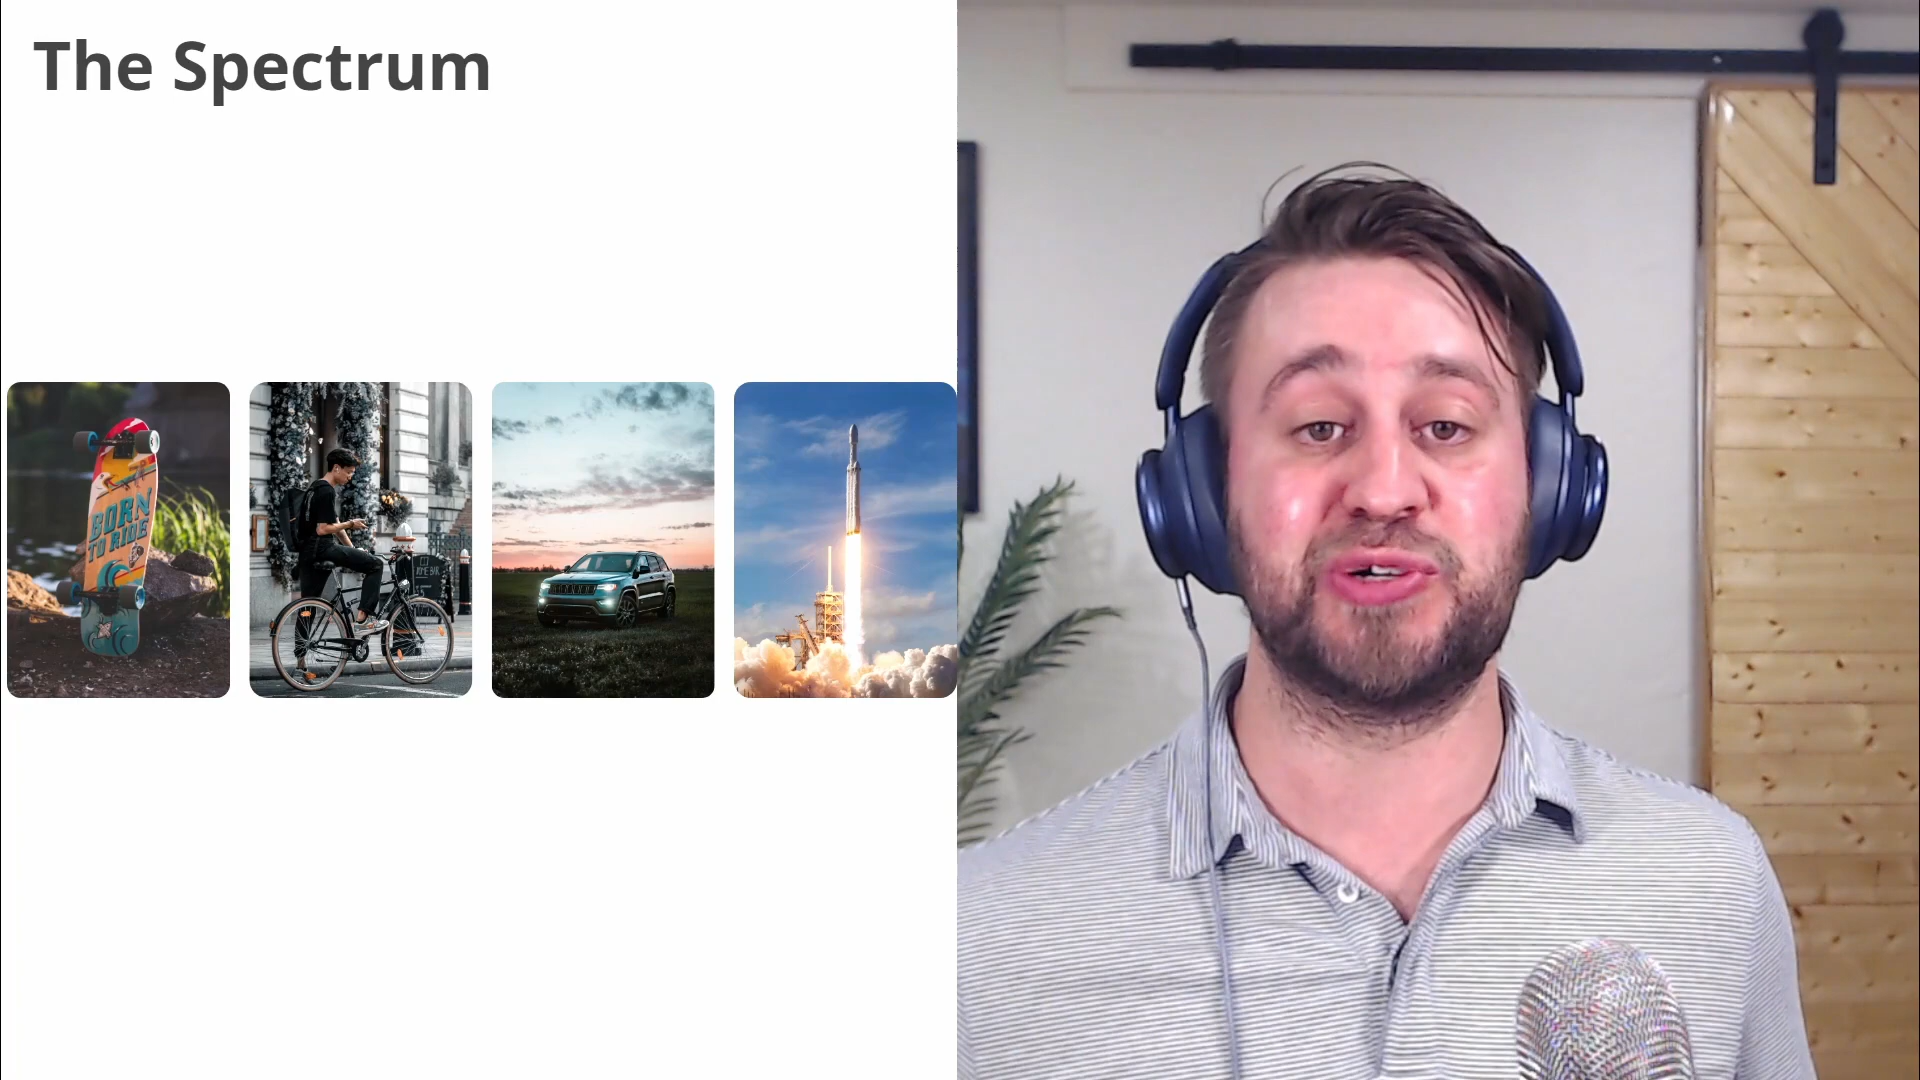 The Spectrum
BORN
TO RIDE